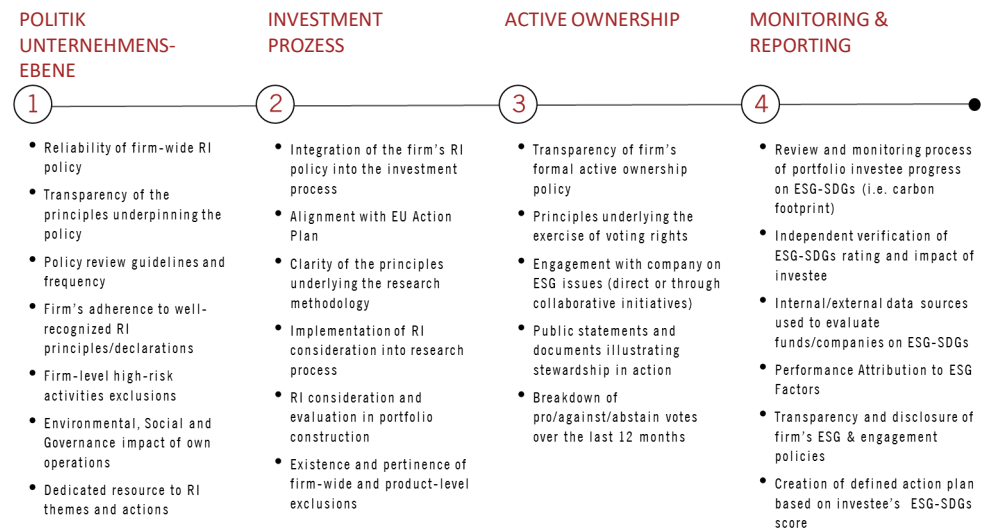 POLITIK
UNTERNEHMENS-
EBENE
1
Reliability of firm-wide RI
policy
Transparency of the
principles underpinning the
policy
Policy review guidelines and
frequency
Firm's adherence to well-
recognized RI
principles/declarations
Firm-level high-risk
activities exclusions
Environmental, Social and
Governance impact of own
operations
Dedicated resource to RI
themes and actions
INVESTMENT
PROZESS
2
Integration of the firm's RI
policy into the investment
process
Alignment with EU Action
Plan
Clarity of the principles
underlying the research
methodology
Implementation of RI
consideration into research
process
RI consideration and
evaluation in portfolio
construction
Existence and pertinence of
firm-wide and product-level
exclusions
ACTIVE OWNERSHIP
3
Transparency of firm's
formal active ownership
policy
Principles underlying the
exercise of voting rights
Engagement with company on
ESG issues (direct or through
collaborative initiatives)
Public statements and
documents illustrating
stewardship in action
Breakdown of
pro/against/abstain votes
over the last 12 months
MONITORING &
REPORTING
4
Review and monitoring process
of portfolio investee progress
on ESG-SDGs (i.e. carbon
footprint)
Independent verification of
ESG-SDGs rating and impact of
investee
Internal/external data sources
used to evaluate
funds/companies on ESG-SDGs
Performance Attribution to ESG
Factors
Transparency and disclosure of
firm's ESG & engagement
policies
Creation of defined action plan
based on investee's ESG-SDGs
score